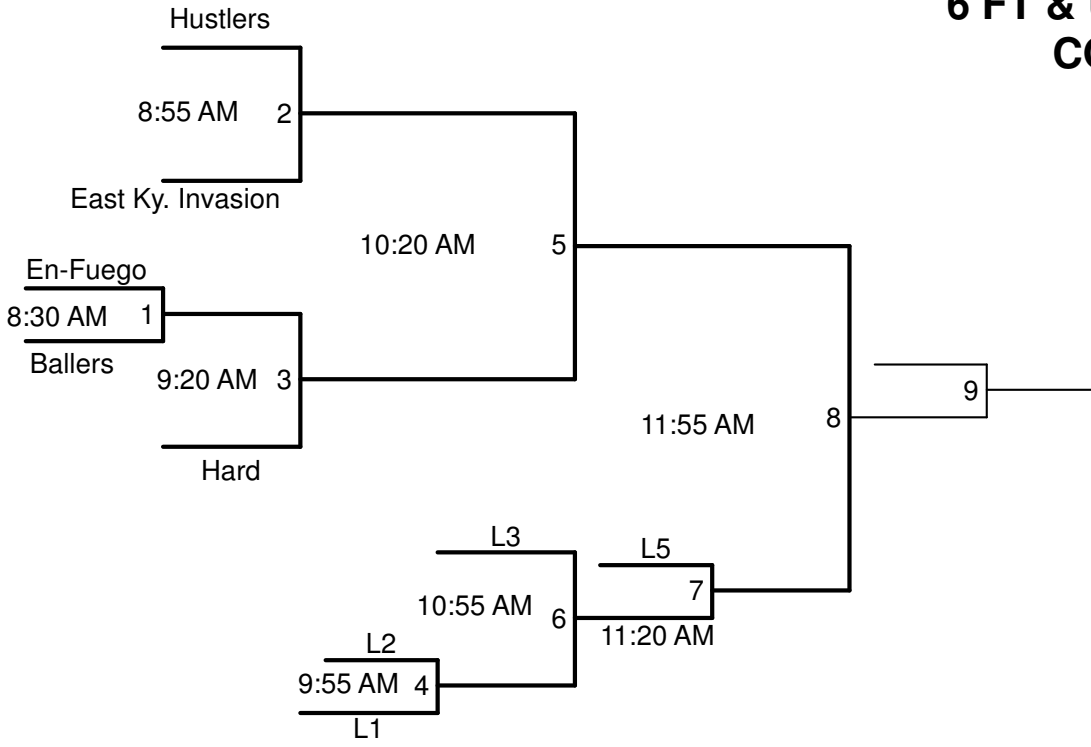 6 FT &
Hustlers
8:55 AM 2
East Ky. Invasion
10:20 AM 5
En-Fuego
8:30 AM 1
Ballers
9:20 AM 3
Hard
9
11:55 AM 8
L3
L5
10:55 AM 6
7
11:20 AM
L2
9:55 AM 4
L1